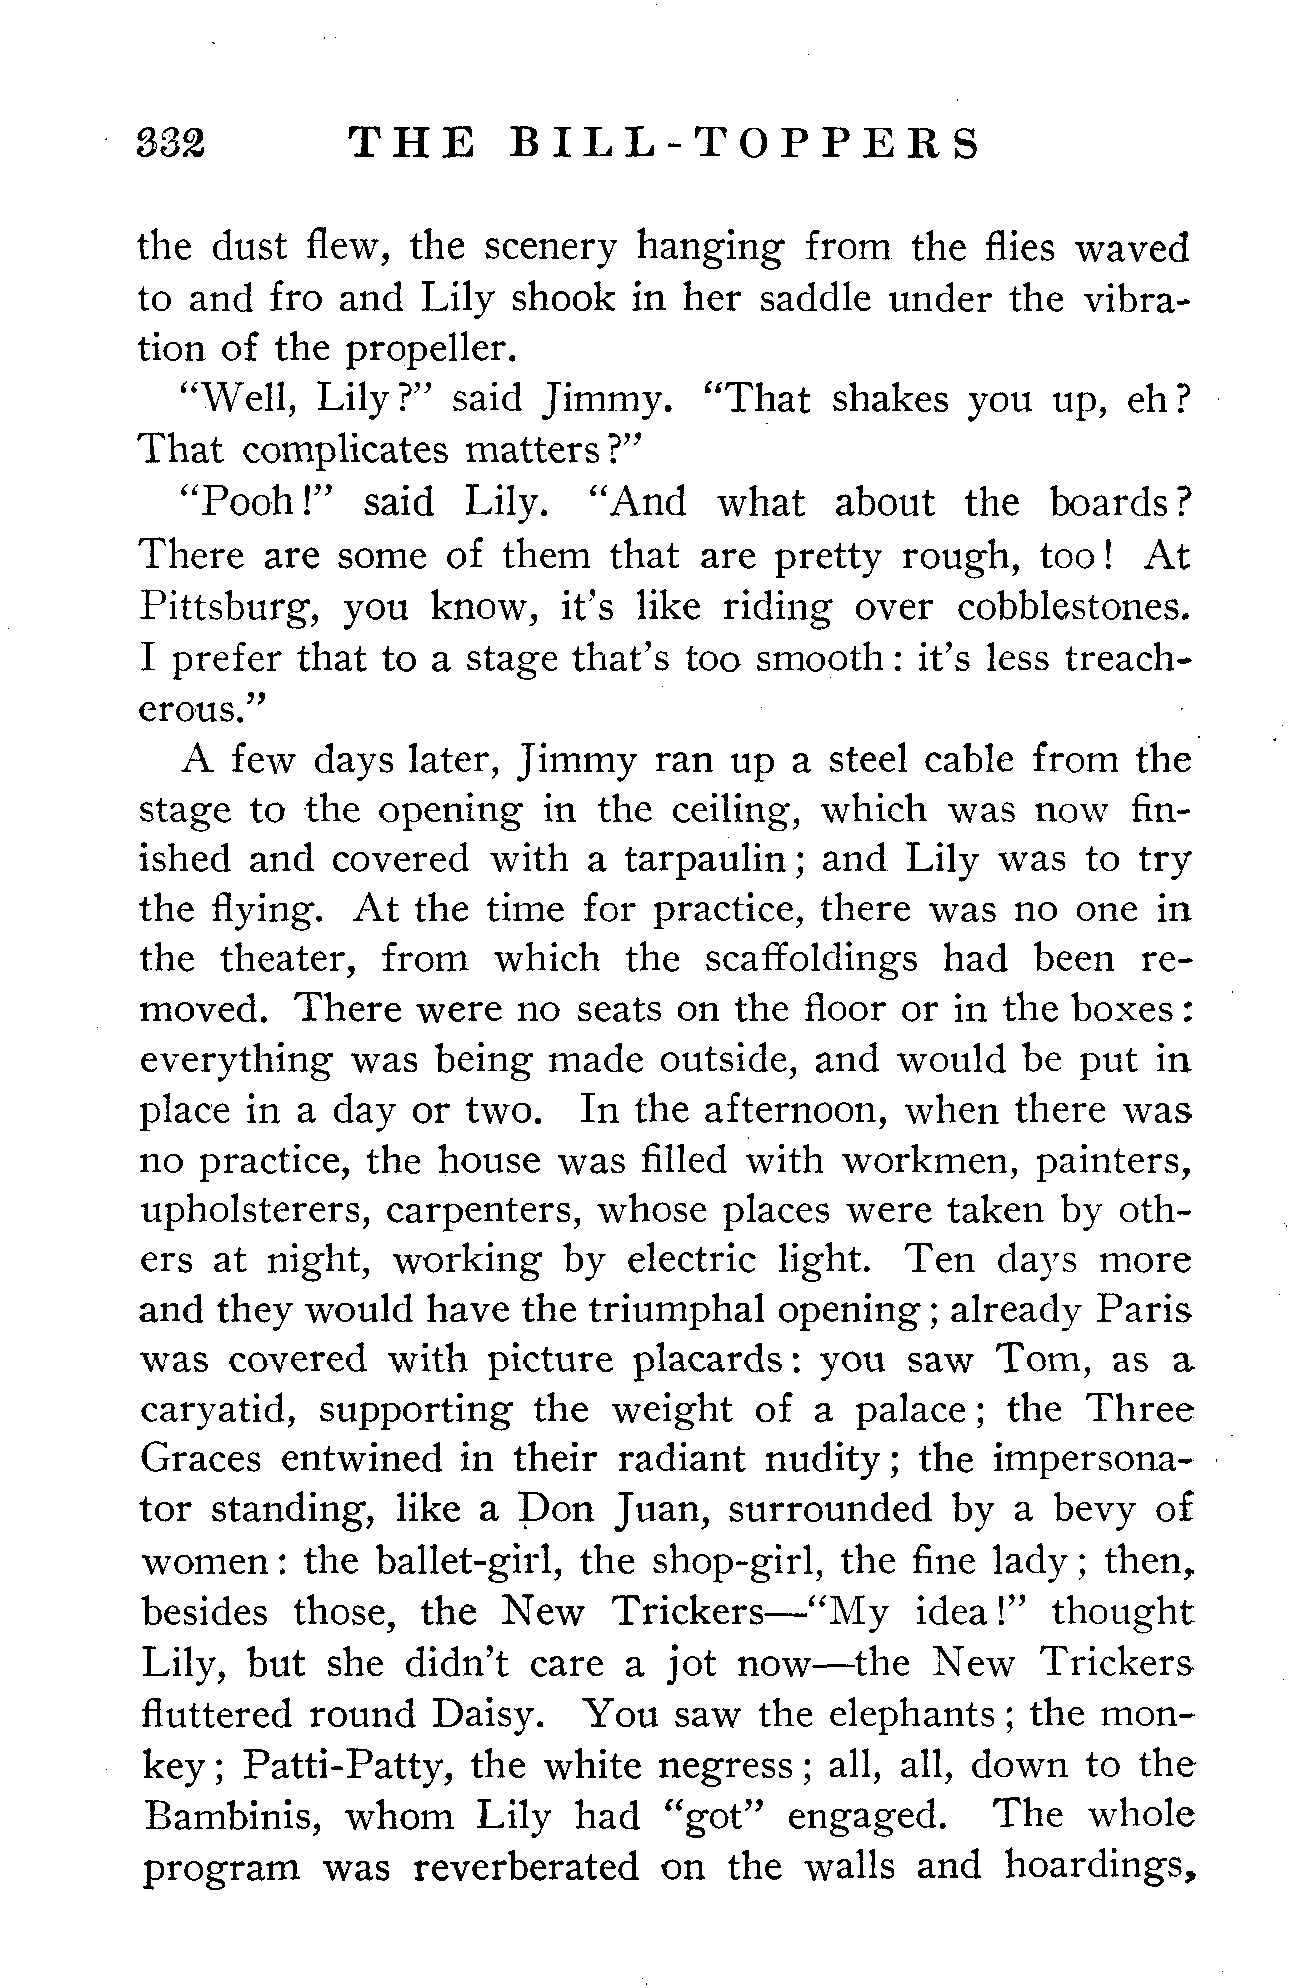 332 THE BILL-TOPPERS
the dust flew, the scenery hanging from the flies waved
to and fro and Lily shook in her saddle under the vibra-
tion of the propeller.
"Well, Lily?" said Jimmy. "That shakes you up, eh?
That complicates matters?"
"Pooh!" said Lily. "And what about the boards?
There are some of them that are pretty rough, too! At
Pittsburg, you know, it's like riding over cobblestones.
I prefer that to a stage that's too smooth: it's less treach-
erous."
A few days later, Jimmy ran up a steel cable from the
stage to the opening in the ceiling, which was now fin-
ished and covered with a tarpaulin; and Lily was to try
the flying. At the time for practice, there was no one in
the theater, from which the scaffoldings had been re-
moved. There were no seats on the floor or in the boxes:
everything was being made outside, and would be put in
place in a day or two. In the afternoon, when there was
no practice, the house was filled with workmen, painters,
upholsterers, carpenters, whose places were taken by oth-
ers at night, working by electric light. Ten days more
and they would have the triumphal opening; already Paris
was covered with picture placards: you saw Tom, as a
caryatid, supporting the weight of a palace; the Three
Graces entwined in their radiant nudity; the impersona-
tor standing, like a Don Juan, surrounded by a bevy of
women: the ballet-girl, the shop-girl, the fine lady; then,
besides those, the New Trickers—"My idea!" thought
Lily, but she didn't care a jot now—the New Trickers
fluttered round Daisy. You saw the elephants; the mon-
key; Patti-Patty, the white negress; all, all, down to the
Bambinis, whom Lily had "got" engaged. The whole
program was reverberated on the walls and hoardings,